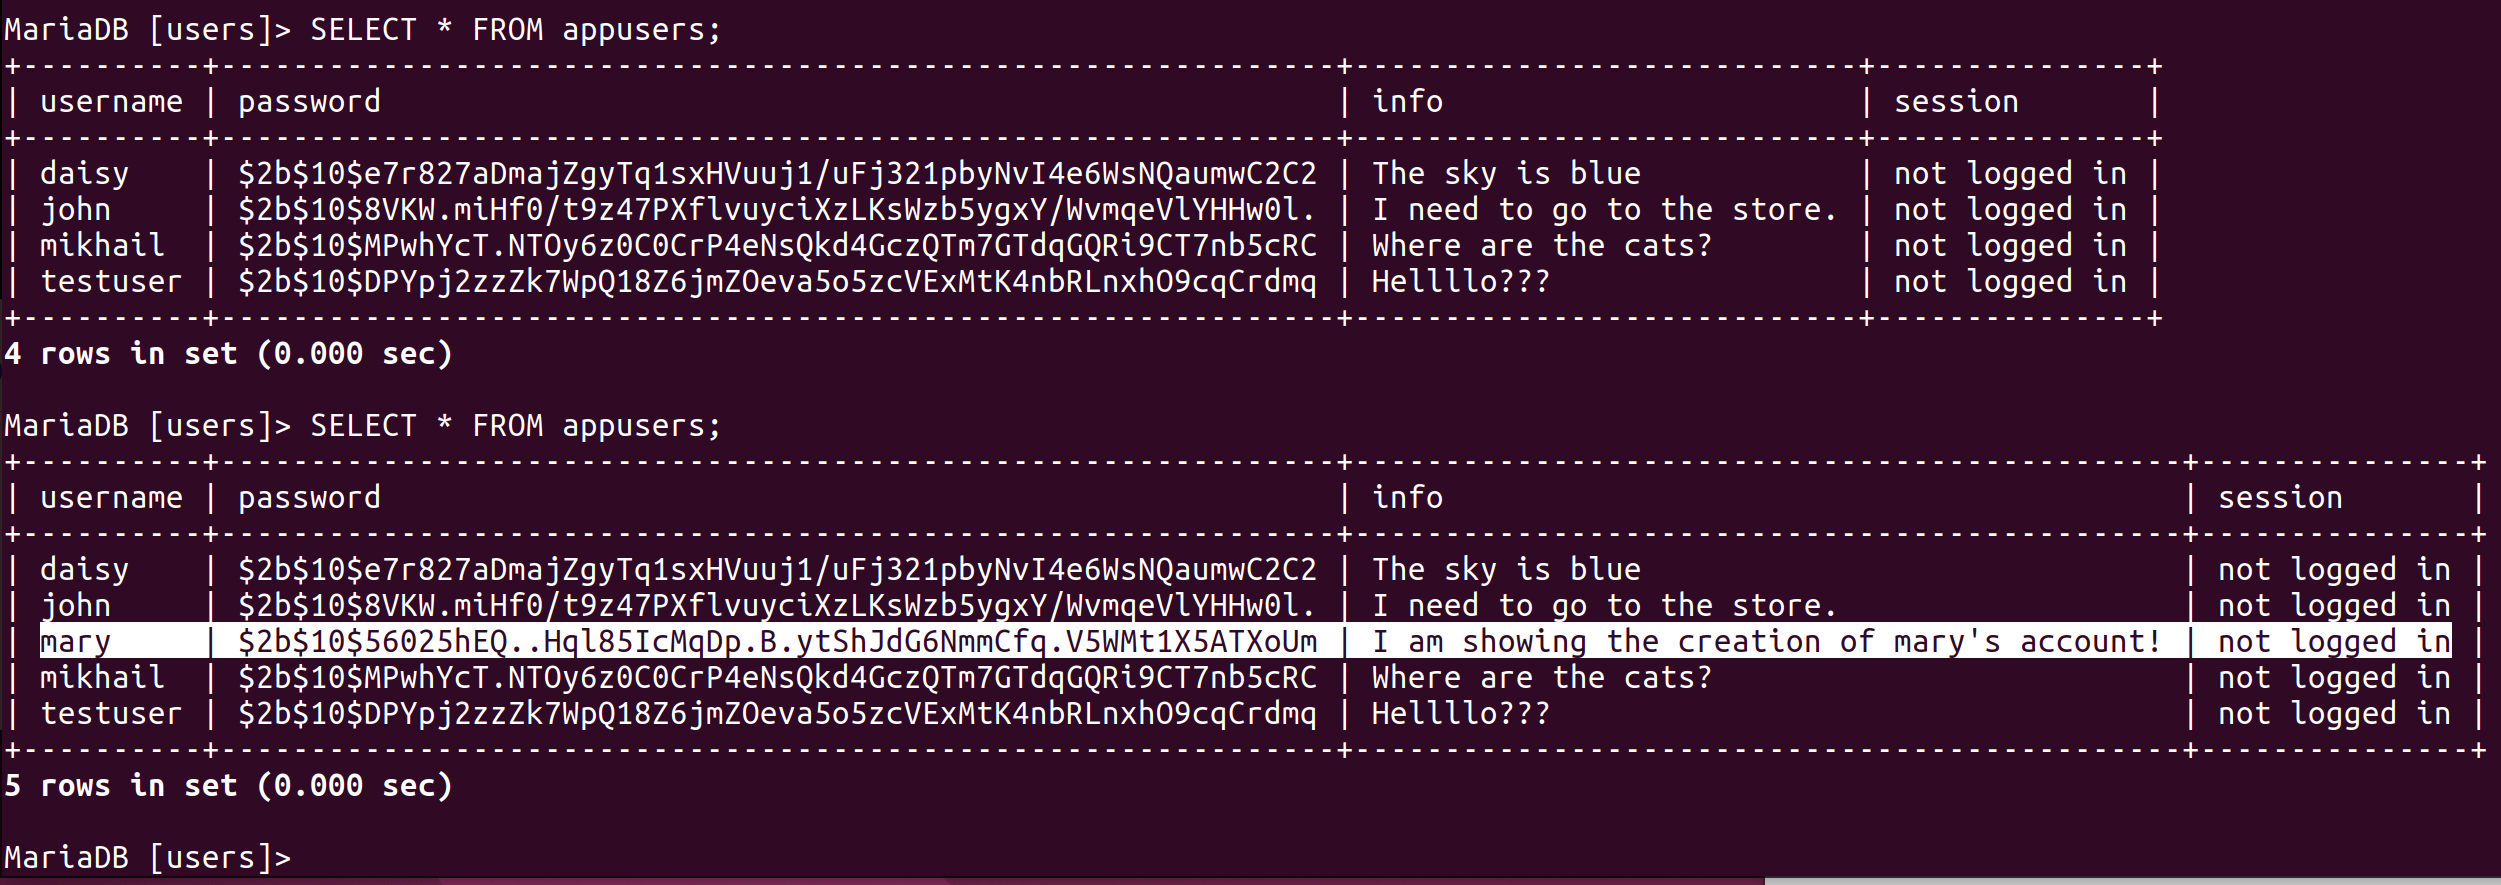 MariaDB [users]> SELECT * FROM appusers;
+----------+--------------------------------------------------------------+----------------------------+---------------+
| username | password                                                     | info                       | session       |
+----------+--------------------------------------------------------------+----------------------------+---------------+
| daisy    | $2b$10$e7r827aDmajZgyTq1sxHVuuj1/uFj321pbyNvI4e6WsNQaumwC2C2 | The sky is blue            | not logged in |
| john     | $2b$10$8VKW.miHf0/t9z47PXflvuyciXzLKsWzb5ygxY/WvmqeVlYHHw0l. | I need to go to the store. | not logged in |
| mikhail  | $2b$10$MPwhYcT.NTOy6z0C0CrP4eNsQkd4GczQTm7GTdqGQRi9CT7nb5cRC | Where are the cats?        | not logged in |
| testuser | $2b$10$DPYpj2zzZk7WpQ18Z6jmZOeva5o5zcVExMtK4nbRLnxhO9cqCrdmq | Hellllo???                 | not logged in |
+----------+--------------------------------------------------------------+----------------------------+---------------+
4 rows in set (0.000 sec)
MariaDB [users]> SELECT * FROM appusers;
+----------+--------------------------------------------------------------+----------------------------------------------+---------------+
| username | password                                                     | info                                         | session       |
+----------+--------------------------------------------------------------+----------------------------------------------+---------------+
| daisy    | $2b$10$e7r827aDmajZgyTq1sxHVuuj1/uFj321pbyNvI4e6WsNQaumwC2C2 | The sky is blue                              | not logged in |
| john     | $2b$10$8VKW.miHf0/t9z47PXflvuyciXzLKsWzb5ygxY/WvmqeVlYHHw0l. | I need to go to the store.                   | not logged in |
| mary     | $2b$10$56025hEQ..Hql85IcMqDp.B.ytShJdG6NmmCfq.V5WMt1X5ATXoUm | I am showing the creation of mary's account! | not logged in |
| mikhail  | $2b$10$MPwhYcT.NTOy6z0C0CrP4eNsQkd4GczQTm7GTdqGQRi9CT7nb5cRC | Where are the cats?                          | not logged in |
| testuser | $2b$10$DPYpj2zzZk7WpQ18Z6jmZOeva5o5zcVExMtK4nbRLnxhO9cqCrdmq | Hellllo???                                   | not logged in |
+----------+--------------------------------------------------------------+----------------------------------------------+---------------+
5 rows in set (0.000 sec)
MariaDB [users]>